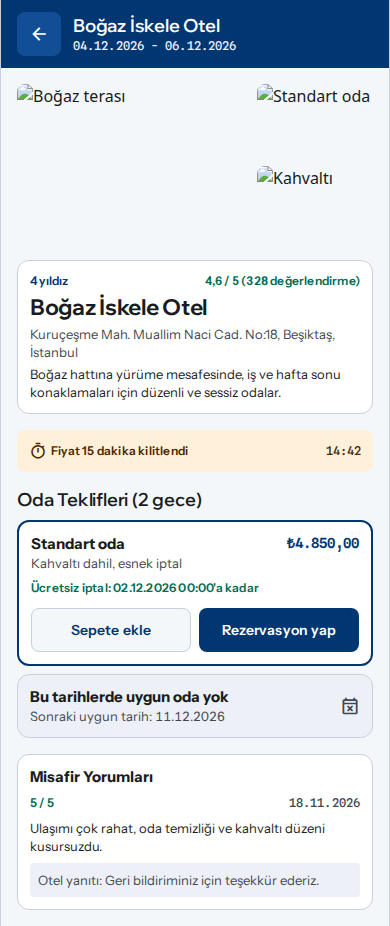 Boğaz İskele Otel
04.12.2026 - 06.12.2026
Boğaz terası
Standart oda
Kahvaltı
4 yıldız
4,6 / 5 (328 değerlendirme)
Boğaz İskele Otel
Kuruçeşme Mah. Muallim Naci Cad. No:18, Beşiktaş,
İstanbul
Boğaz hattına yürüme mesafesinde, iş ve hafta sonu
konaklamaları için düzenli ve sessiz odalar.
Fiyat 15 dakika kilitlendi
14:42
Oda Teklifleri (2 gece)
Standart oda
₺4.850,00
Kahvaltı dahil, esnek iptal
Ücretsiz iptal: 02.12.2026 00:00'a kadar
Sepete ekle
Rezervasyon yap
Bu tarihlerde uygun oda yok
Sonraki uygun tarih: 11.12.2026
Misafir Yorumları
5 / 5
18.11.2026
Ulaşımı çok rahat, oda temizliği ve kahvaltı düzeni
kusursuzdu.
Otel yanıtı: Geri bildiriminiz için teşekkür ederiz.